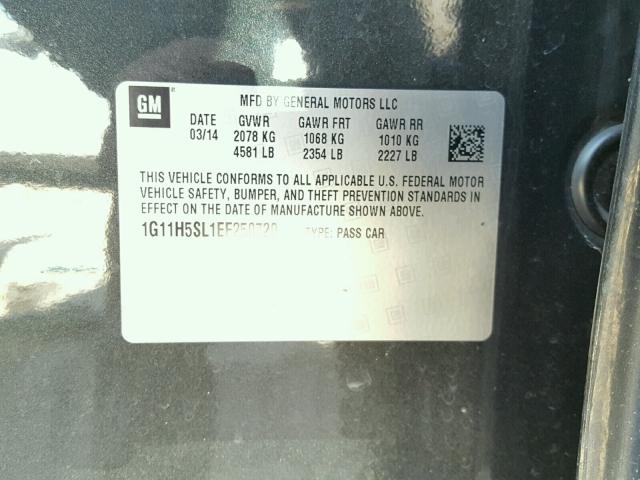 GM
MFD BY GENERAL MOTORS LLC
DATE GVWR GAWR FRT GAWR RR
03/14 2078 KG 1068 KG 1010 KG
4581 LB 2354 LB 2227 LB
THIS VEHICLE CONFORMS TO ALL APPLICABLE U.S. FEDERAL MOTOR
VEHICLE SAFETY, BUMPER, AND THEFT PREVENTION STANDARDS IN
EFFECT ON THE DATE OF MANUFACTURE SHOWN ABOVE.
TYPE: PASS CAR